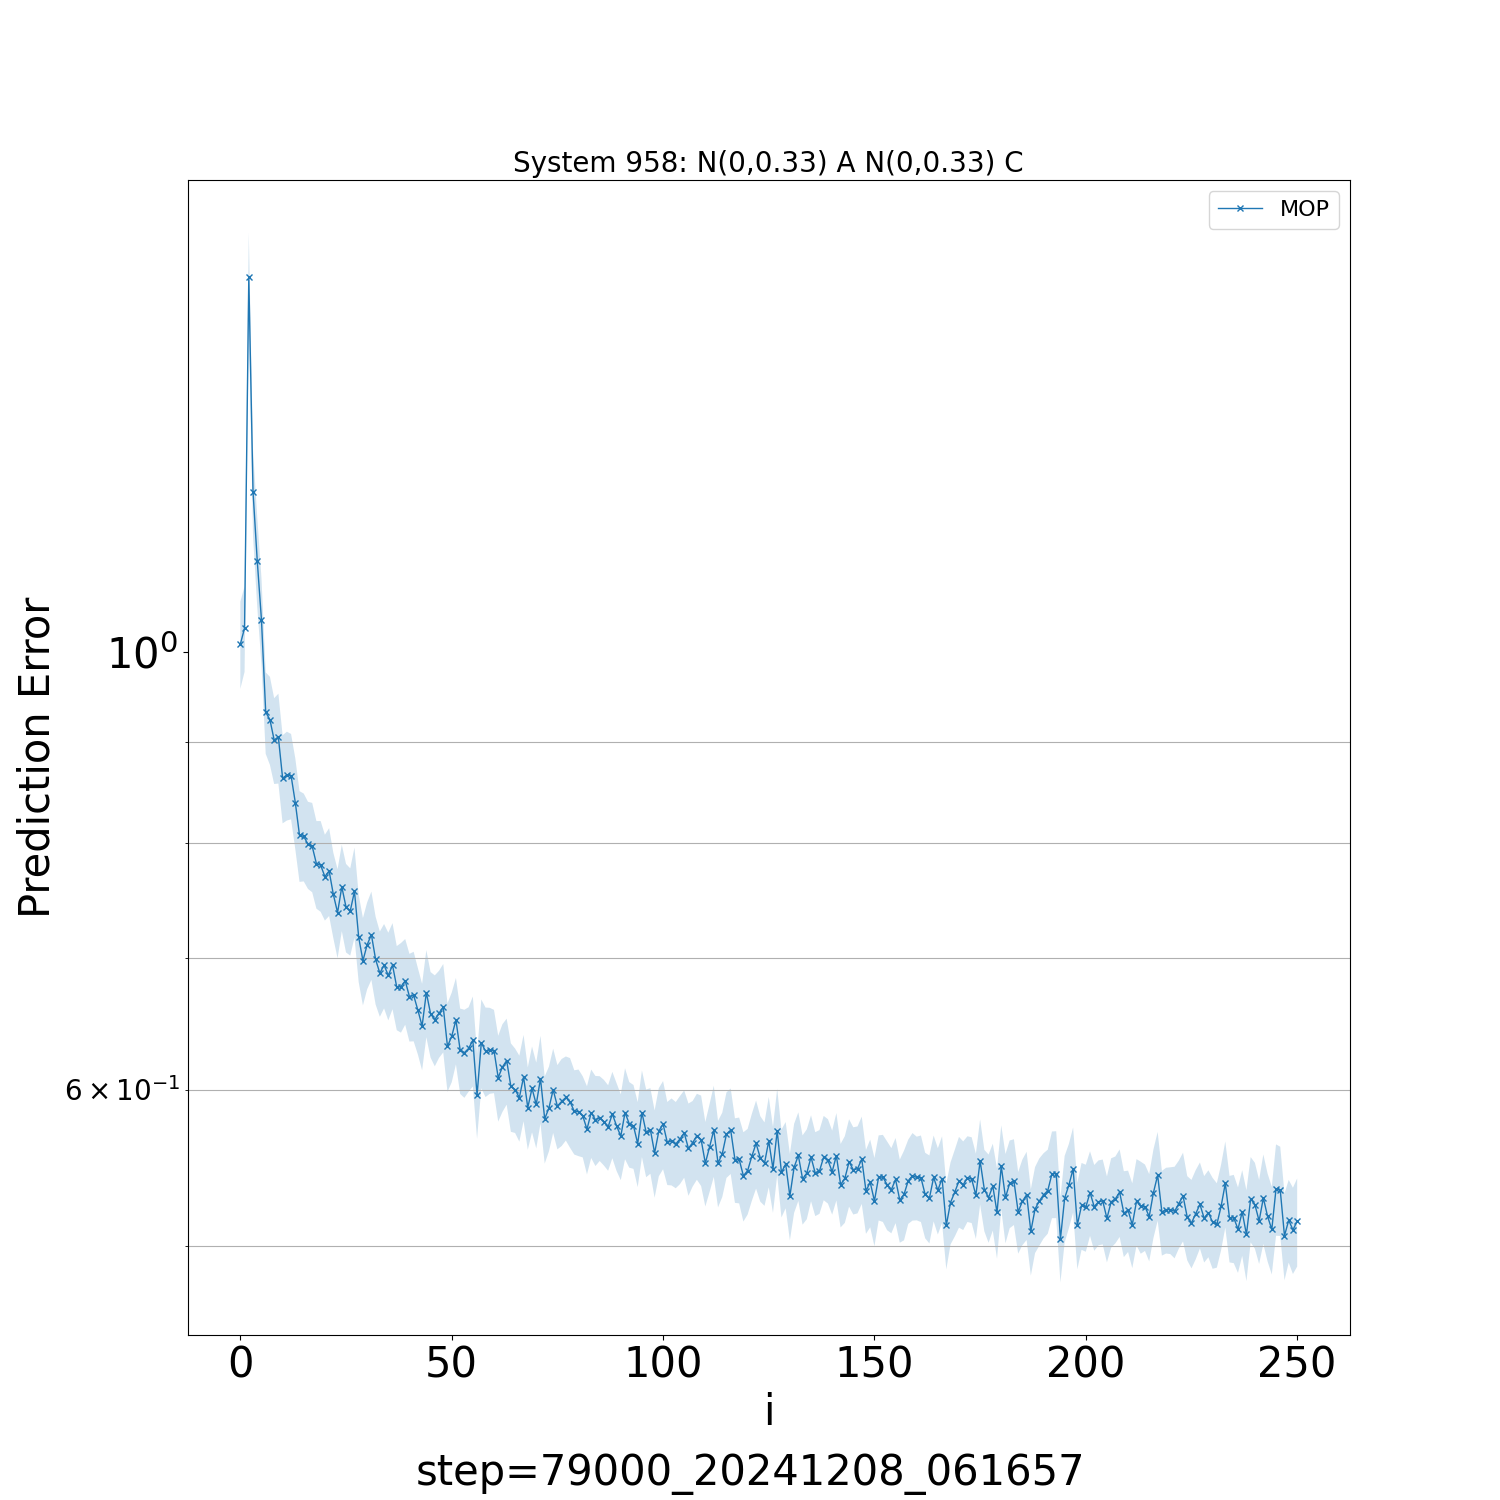 System 958: N(0,0.33) A N(0,0.33) C
MOP
Prediction Error
10⁰
6 × 10⁻¹
0 50 100 150 200 250
i
step=79000_20241208_061657